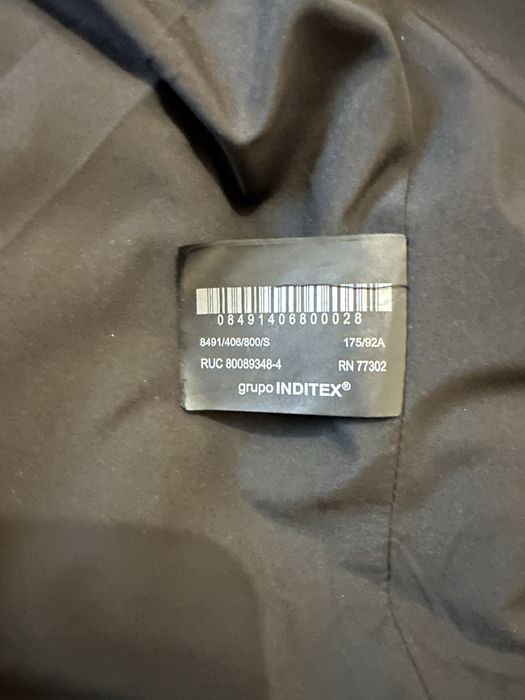 08491406800028
8491/406/800/S 175/92A
RUC 80089348-4 RN 77302
grupo INDITEX®